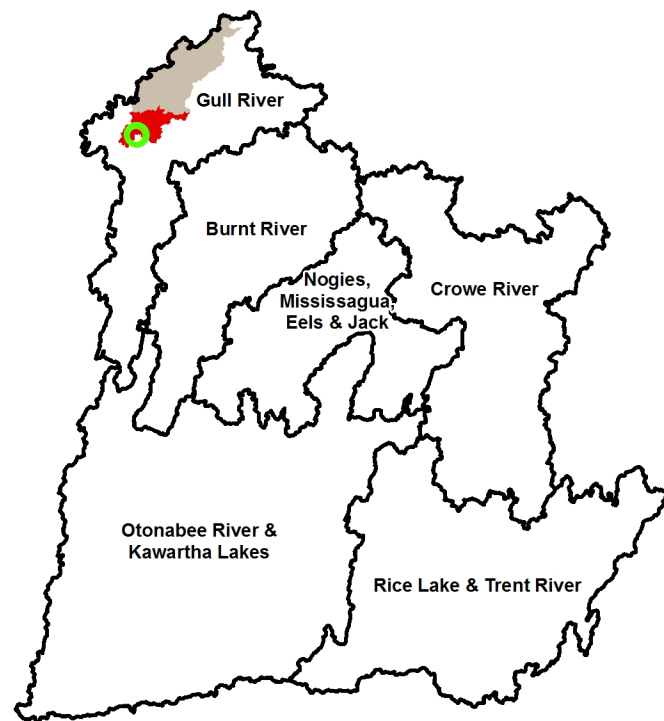 Gull River
Burnt River
Nogies,
Mississagua,
Eels & Jack
Crowe River
Otonabee River &
Kawartha Lakes
Rice Lake & Trent River